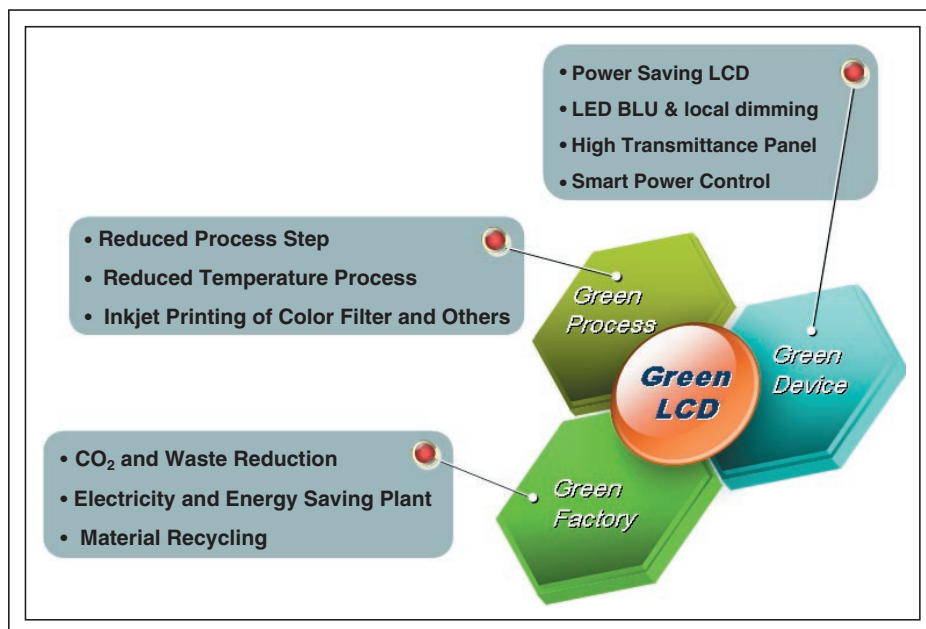 • Power Saving LCD
• LED BLU & local dimming
• High Transmittance Panel
• Smart Power Control
• Reduced Process Step
• Reduced Temperature Process
• Inkjet Printing of Color Filter and Others
Green
Process
Green
Device
Green
LCD
• CO₂ and Waste Reduction
• Electricity and Energy Saving Plant
• Material Recycling
Green
Factory